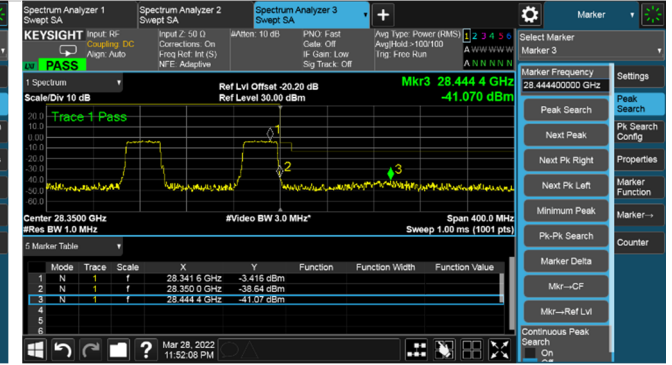 Spectrum Analyzer 1
Swept SA
Spectrum Analyzer 2
Swept SA
Spectrum Analyzer 3
Swept SA
+
Marker
KEYSIGHT
Input: RF
Coupling: DC
Align: Auto
Input Z: 50 Ω
Corrections: On
Freq Ref: Int (S)
NFE: Adaptive
#Atten: 10 dB
PNO: Fast
Gate: Off
IF Gain: Low
Sig Track: Off
Avg Type: Power (RMS)
Avg|Hold:>100/100
Trig: Free Run
1 2 3 4 5 6
A W W W W W
A N N N N N
PASS
Select Marker
Marker 3
1 Spectrum
Scale/Div 10 dB
Ref Lvl Offset -20.20 dB
Ref Level 30.00 dBm
Mkr3 28.444 4 GHz
-41.070 dBm
Marker Frequency
28.444400000 GHz
Settings
Peak Search
Peak
Search
Next Peak
Pk Search
Config
Next Pk Right
Properties
Next Pk Left
Marker
Function
Minimum Peak
Marker→
Pk-Pk Search
Counter
Marker Delta
Mkr→CF
Mkr→Ref Lvl
Continuous Peak
Search
On
Trace 1 Pass
20.0
10.0
0.00
-10.0
-20.0
-30.0
-40.0
-50.0
-60.0
1
2
3
Center 28.3500 GHz
#Res BW 1.0 MHz
#Video BW 3.0 MHz*
Span 400.0 MHz
Sweep 1.00 ms (1001 pts)
5 Marker Table
Mode Trace Scale X Y Function Function Width Function Value
1 N 1 f 28.341 6 GHz -3.416 dBm
2 N 1 f 28.350 0 GHz -38.64 dBm
3 N 1 f 28.444 4 GHz -41.07 dBm
4
5
6
?
Mar 28, 2022
11:52:08 PM